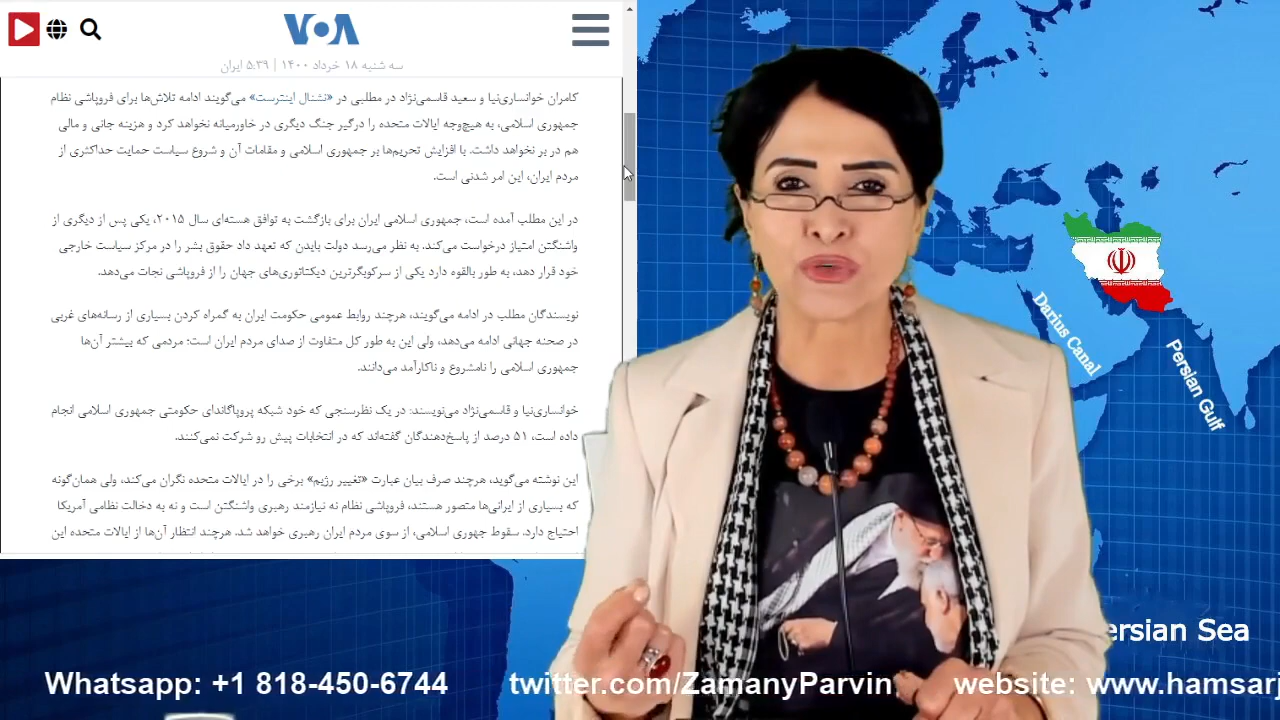 VOA
سه شنبه ۱۸ خرداد ۱۴۰۰ | ۵:۳۹ ایران
کامران خوانساری‌نیا و سعید قاسمی‌نژاد در مطلبی در «نشنال اینترست» می‌گویند ادامه تلاش‌ها برای فروپاشی نظام
جمهوری اسلامی، به هیچ‌وجه ایالات متحده را درگیر جنگ دیگری در خاورمیانه نخواهد کرد و هزینه جانی و مالی
هم در بر نخواهد داشت. با افزایش تحریم‌ها بر جمهوری اسلامی و مقامات آن و شروع سیاست حمایت حداکثری از
مردم ایران، این امر شدنی است.
در این مطلب آمده است، جمهوری اسلامی ایران برای بازگشت به توافق هسته‌ای سال ۲۰۱۵، یکی پس از دیگری از
واشنگتن امتیاز درخواست می‌کند. به نظر می‌رسد دولت بایدن که تعهد داد حقوق بشر را در مرکز سیاست خارجی
خود قرار دهد، به طور بالقوه دارد یکی از سرکوبگرترین دیکتاتوری‌های جهان را از فروپاشی نجات می‌دهد.
نویسندگان مطلب در ادامه می‌گویند، هرچند روابط عمومی حکومت ایران به گمراه کردن بسیاری از رسانه‌های غربی
در صحنه جهانی ادامه می‌دهد، ولی این به طور کل متفاوت از صدای مردم ایران است: مردمی که بیشتر آن‌ها
جمهوری اسلامی را نامشروع و ناکارآمد می‌دانند.
خوانساری‌نیا و قاسمی‌نژاد می‌نویسند: در یک نظرسنجی که خود شبکه پروپاگاندای حکومتی جمهوری اسلامی انجام
داده است، ۵۱ درصد از پاسخ‌دهندگان گفته‌اند که در انتخابات پیش رو شرکت نمی‌کنند.
این نوشته می‌گوید، هرچند صرف بیان عبارت «تغییر رژیم» برخی را در ایالات متحده نگران می‌کند، ولی همان‌گونه
که بسیاری از ایرانی‌ها متصور هستند، فروپاشی نظام نه نیازمند رهبری واشنگتن است و نه به دخالت نظامی آمریکا
احتیاج دارد. سقوط جمهوری اسلامی، از سوی مردم ایران رهبری خواهد شد. هرچند انتظار آن‌ها از ایالات متحده این
Darius Canal
Persian Gulf
ersian Sea
Whatsapp: +1 818-450-6744 twitter.com/ZamanyParvin website: www.hamsarj